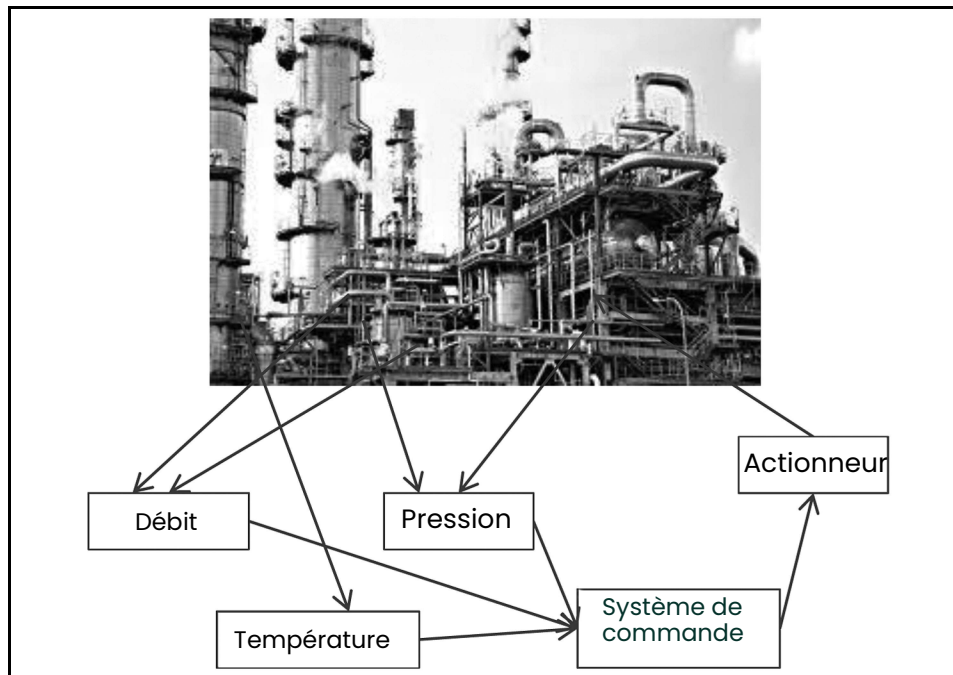 Actionneur
Débit
Pression
Température
Système de
commande